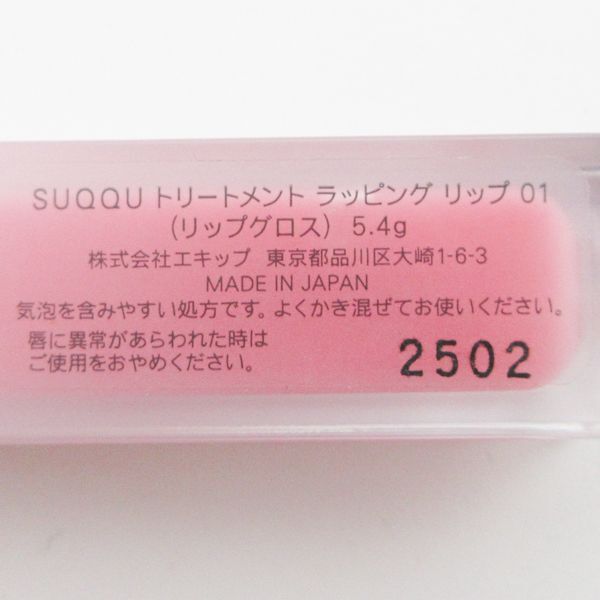 SUQQU トリートメント ラッピング リップ 01
(リップグロス) 5.4g
株式会社エキップ 東京都品川区大崎1-6-3
MADE IN JAPAN
気泡を含みやすい処方です。よくかき混ぜてお使いください。
唇に異常があらわれた時は
ご使用をおやめください。
2502